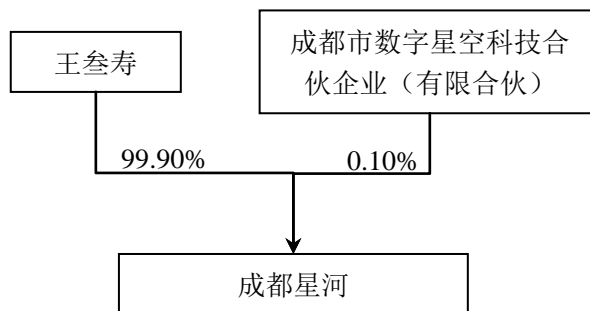 王叁寿
成都市数字星空科技合
伙企业（有限合伙）
99.90%
0.10%
成都星河